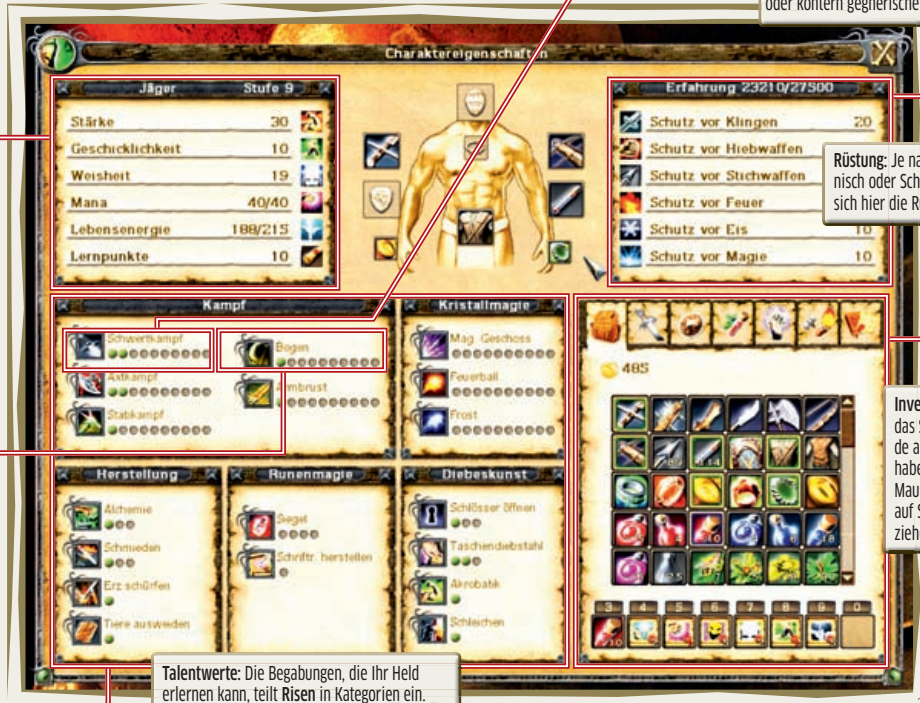 oder kontern gegnerische
Charaktereigenschaften
Jäger Stufe 9
Stärke 30
Geschicklichkeit 10
Weisheit 19
Mana 40/40
Lebensenergie 188/215
Lernpunkte 10
Erfahrung 23210/27500
Schutz vor Klingen 20
Schutz vor Hiebwaffen
Schutz vor Stichwaffen
Schutz vor Feuer
Schutz vor Eis 10
Schutz vor Magie 10
Rüstung: Je na
nisch oder Sch
sich hier die R
Kampf
Schwertkampf
Bogen
Axtkampf
Armbrust
Stabkampf
Kristallmagie
Mag. Geschoss
Feuerball
Frost
Herstellung
Alchemie
Schmieden
Erz schürfen
Tiere ausweiden
Runenmagie
Siegel
Schriftr. herstellen
Diebeskunst
Schlösser öffnen
Taschendiebstahl
Akrobatik
Schleichen
485
3 4 5 6 7 8 9 0
10
Inve
das S
de a
habe
Mau
auf S
zieh
Talentwerte: Die Begabungen, die Ihr Held
erlernen kann, teilt Risen in Kategorien ein.